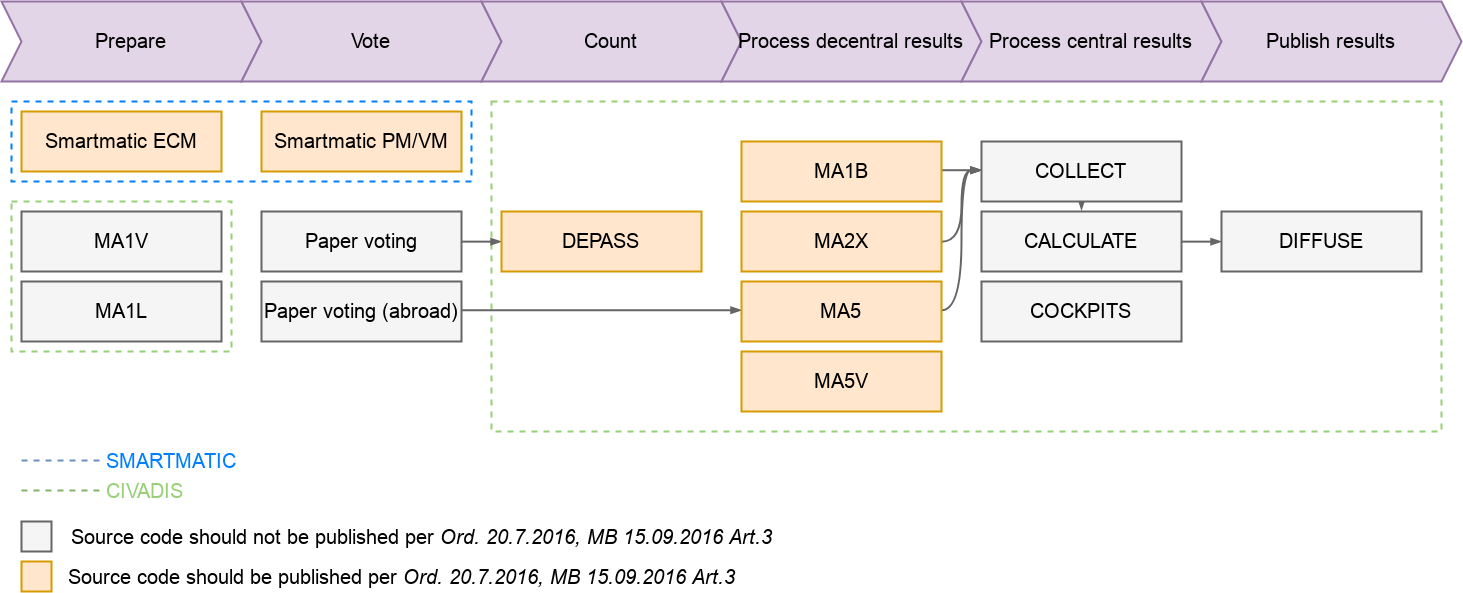 Prepare
Vote
Count
Process decentral results
Process central results
Publish results
Smartmatic ECM
Smartmatic PM/VM
MA1B
COLLECT
MA1V
Paper voting
DEPASS
MA2X
CALCULATE
DIFFUSE
MA1L
Paper voting (abroad)
MA5
COCKPITS
MA5V
SMARTMATIC
CIVADIS
Source code should not be published per Ord. 20.7.2016, MB 15.09.2016 Art.3
Source code should be published per Ord. 20.7.2016, MB 15.09.2016 Art.3